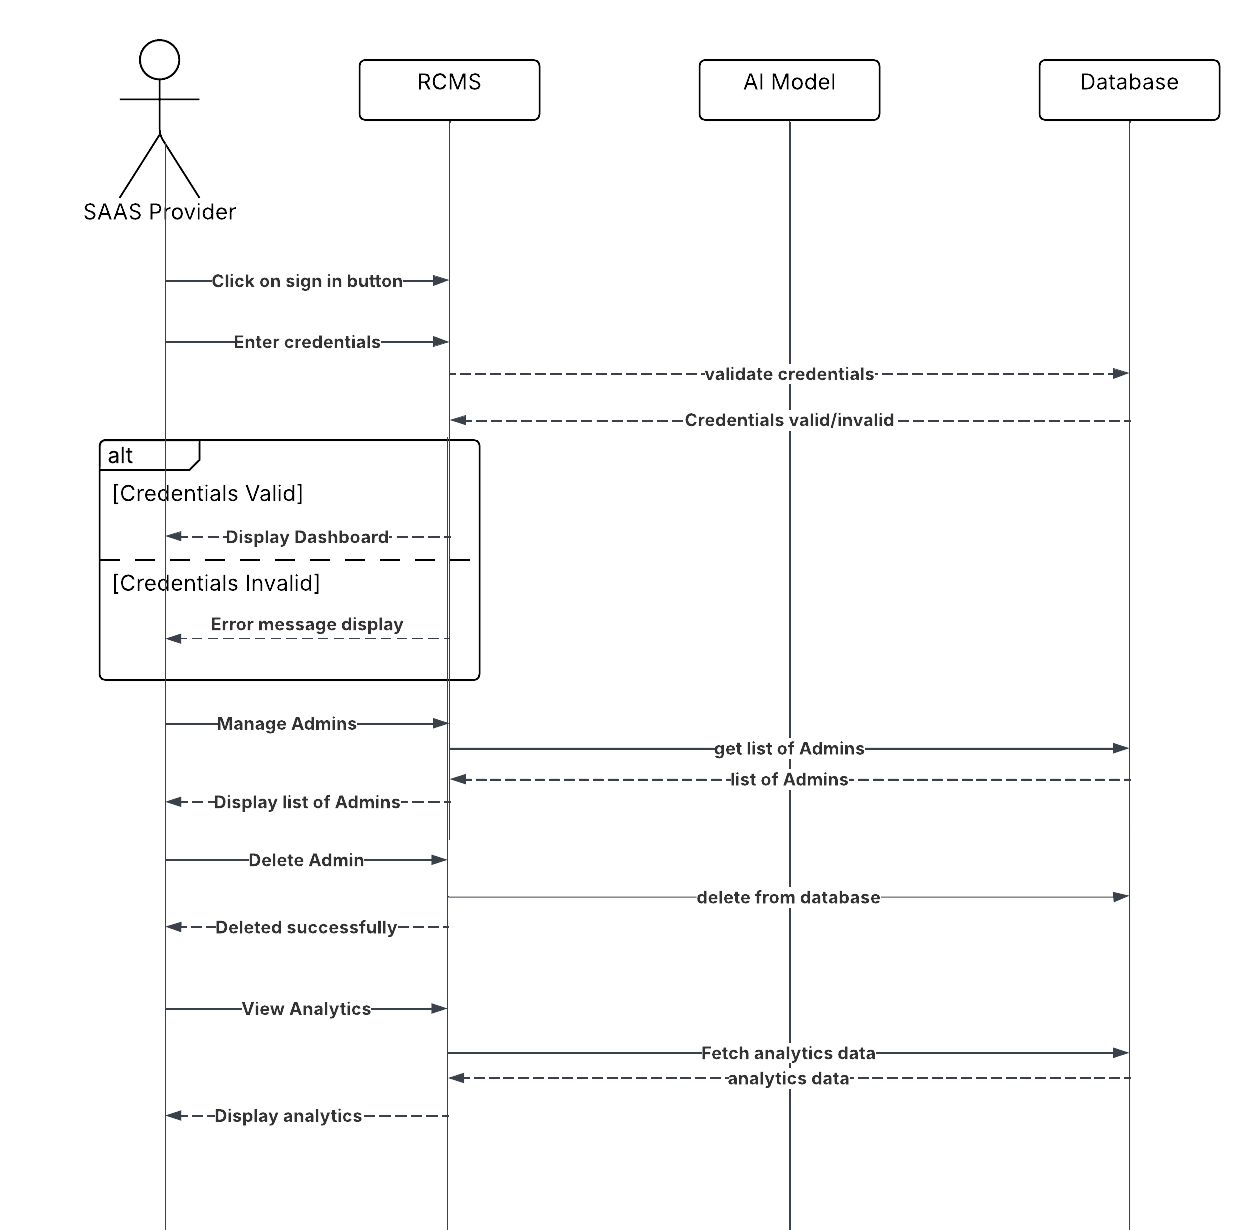 RCMS
AI Model
Database
SAAS Provider
Click on sign in button
Enter credentials
validate credentials
Credentials valid/invalid
alt
[Credentials Valid]
Display Dashboard
[Credentials Invalid]
Error message display
Manage Admins
get list of Admins
list of Admins
Display list of Admins
Delete Admin
delete from database
Deleted successfully
View Analytics
Fetch analytics data
analytics data
Display analytics